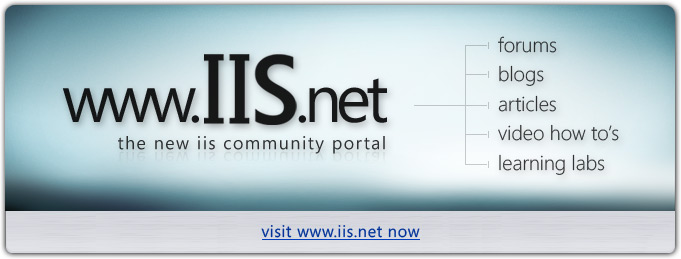 www.IIS.net
the new iis community portal
forums
blogs
articles
video how to's
learning labs
visit www.iis.net now